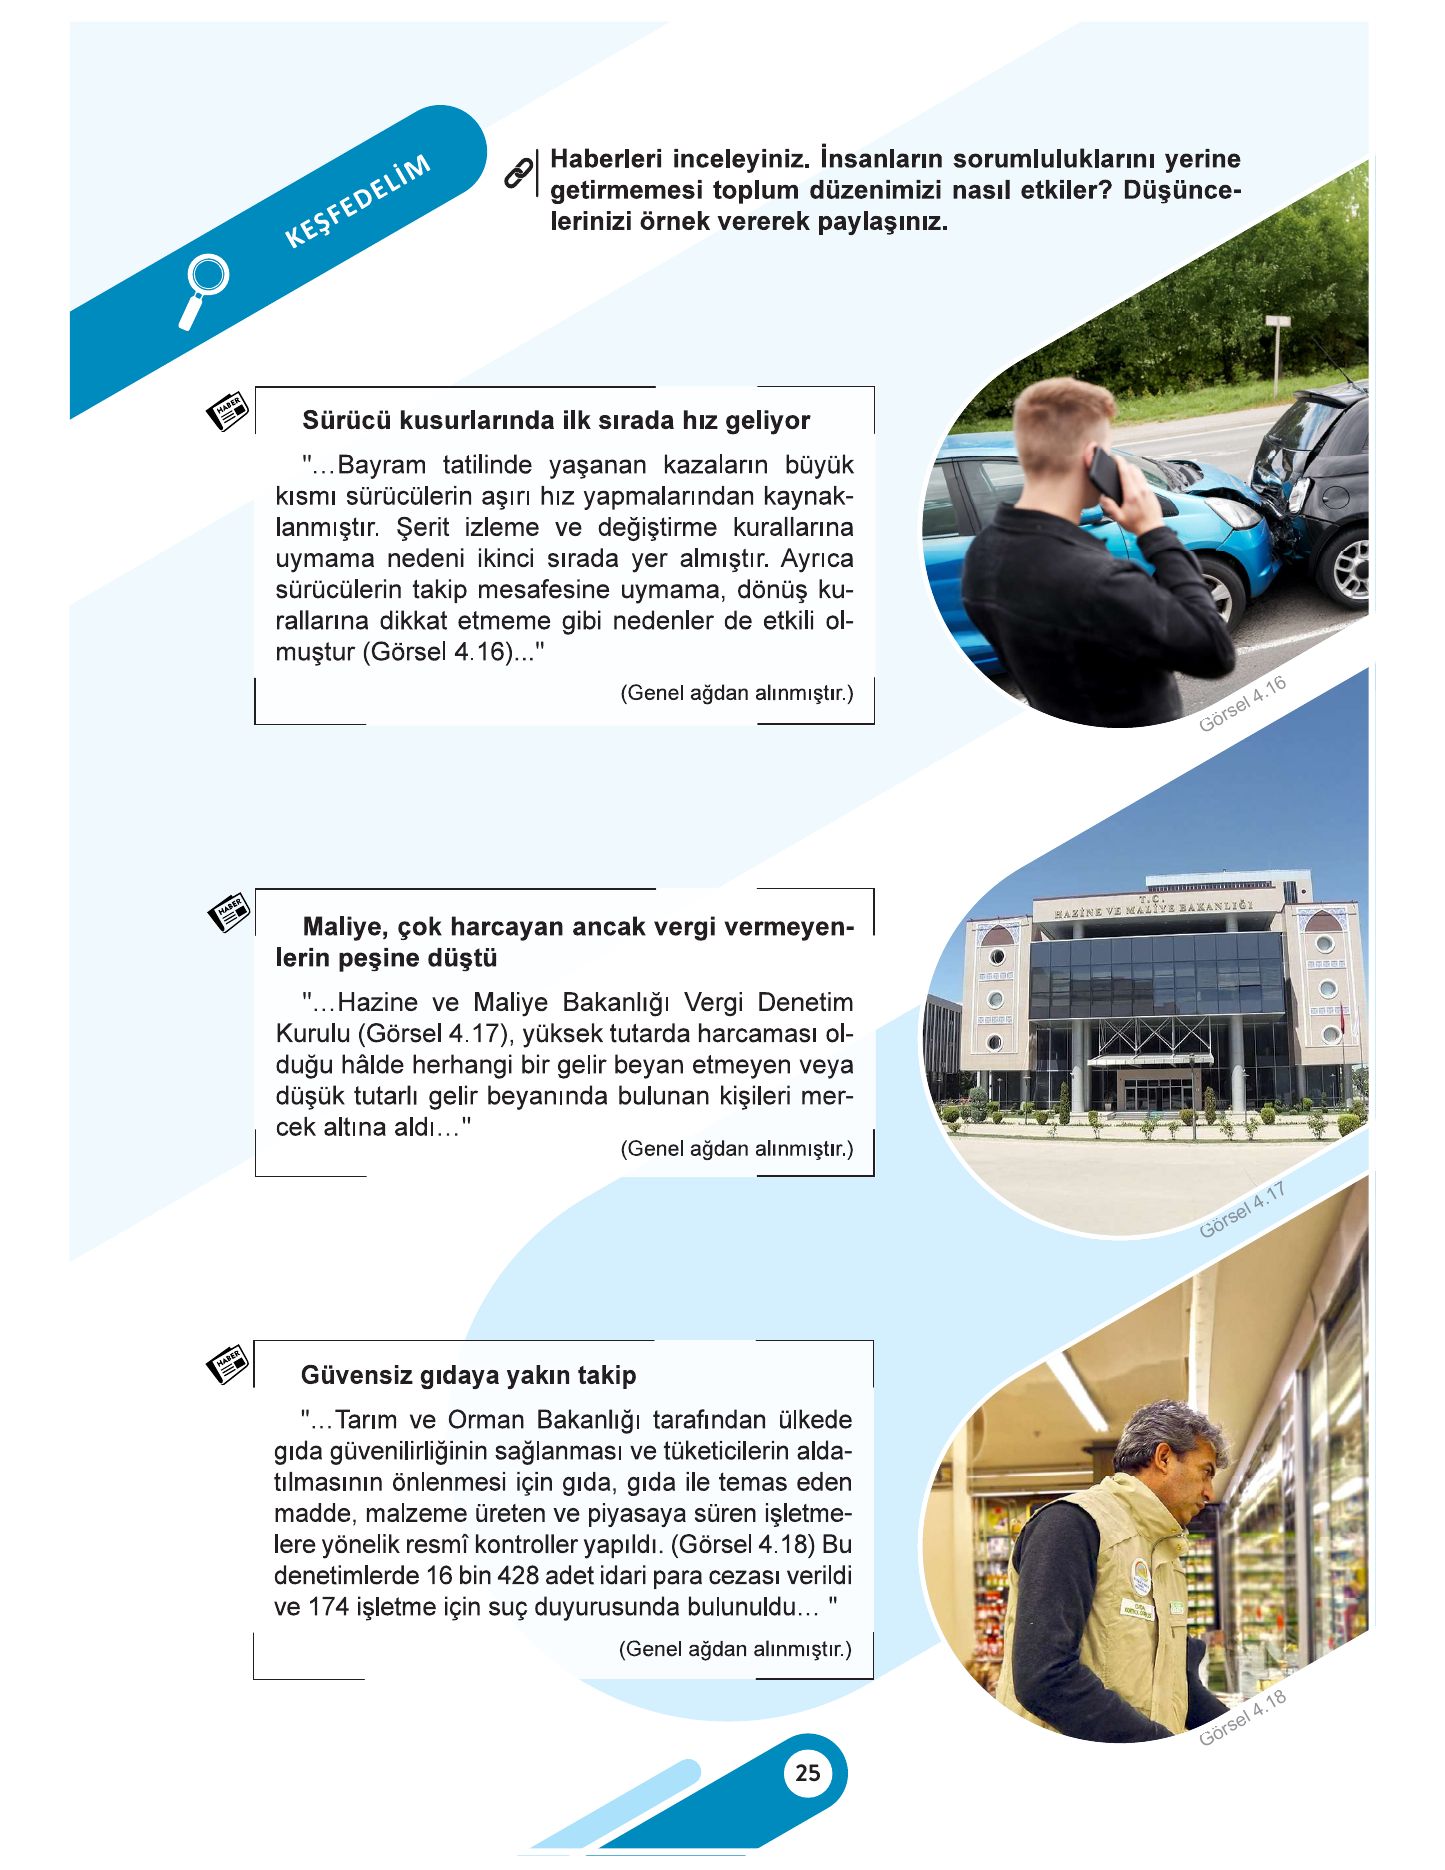 KEŞFEDELİM
Haberleri inceleyiniz. İnsanların sorumluluklarını yerine
getirmemesi toplum düzenimizi nasıl etkiler? Düşünce-
lerinizi örnek vererek paylaşınız.
HABER
Sürücü kusurlarında ilk sırada hız geliyor
"...Bayram tatilinde yaşanan kazaların büyük
kısmı sürücülerin aşırı hız yapmalarından kaynak-
lanmıştır. Şerit izleme ve değiştirme kurallarına
uymama nedeni ikinci sırada yer almıştır. Ayrıca
sürücülerin takip mesafesine uymama, dönüş ku-
rallarına dikkat etmeme gibi nedenler de etkili ol-
muştur (Görsel 4.16)..."
(Genel ağdan alınmıştır.)
Görsel 4.16
HABER
Maliye, çok harcayan ancak vergi vermeyen-
lerin peşine düştü
"...Hazine ve Maliye Bakanlığı Vergi Denetim
Kurulu (Görsel 4.17), yüksek tutarda harcaması ol-
duğu hâlde herhangi bir gelir beyan etmeyen veya
düşük tutarlı gelir beyanında bulunan kişileri mer-
cek altına aldı..."
(Genel ağdan alınmıştır.)
T.C.
HAZİNE VE MALİYE BAKANLIĞI
Görsel 4.17
HABER
Güvensiz gıdaya yakın takip
"...Tarım ve Orman Bakanlığı tarafından ülkede
gıda güvenilirliğinin sağlanması ve tüketicilerin alda-
tılmasının önlenmesi için gıda, gıda ile temas eden
madde, malzeme üreten ve piyasaya süren işletme-
lere yönelik resmî kontroller yapıldı. (Görsel 4.18) Bu
denetimlerde 16 bin 428 adet idari para cezası verildi
ve 174 işletme için suç duyurusunda bulunuldu... "
(Genel ağdan alınmıştır.)
Görsel 4.18
25